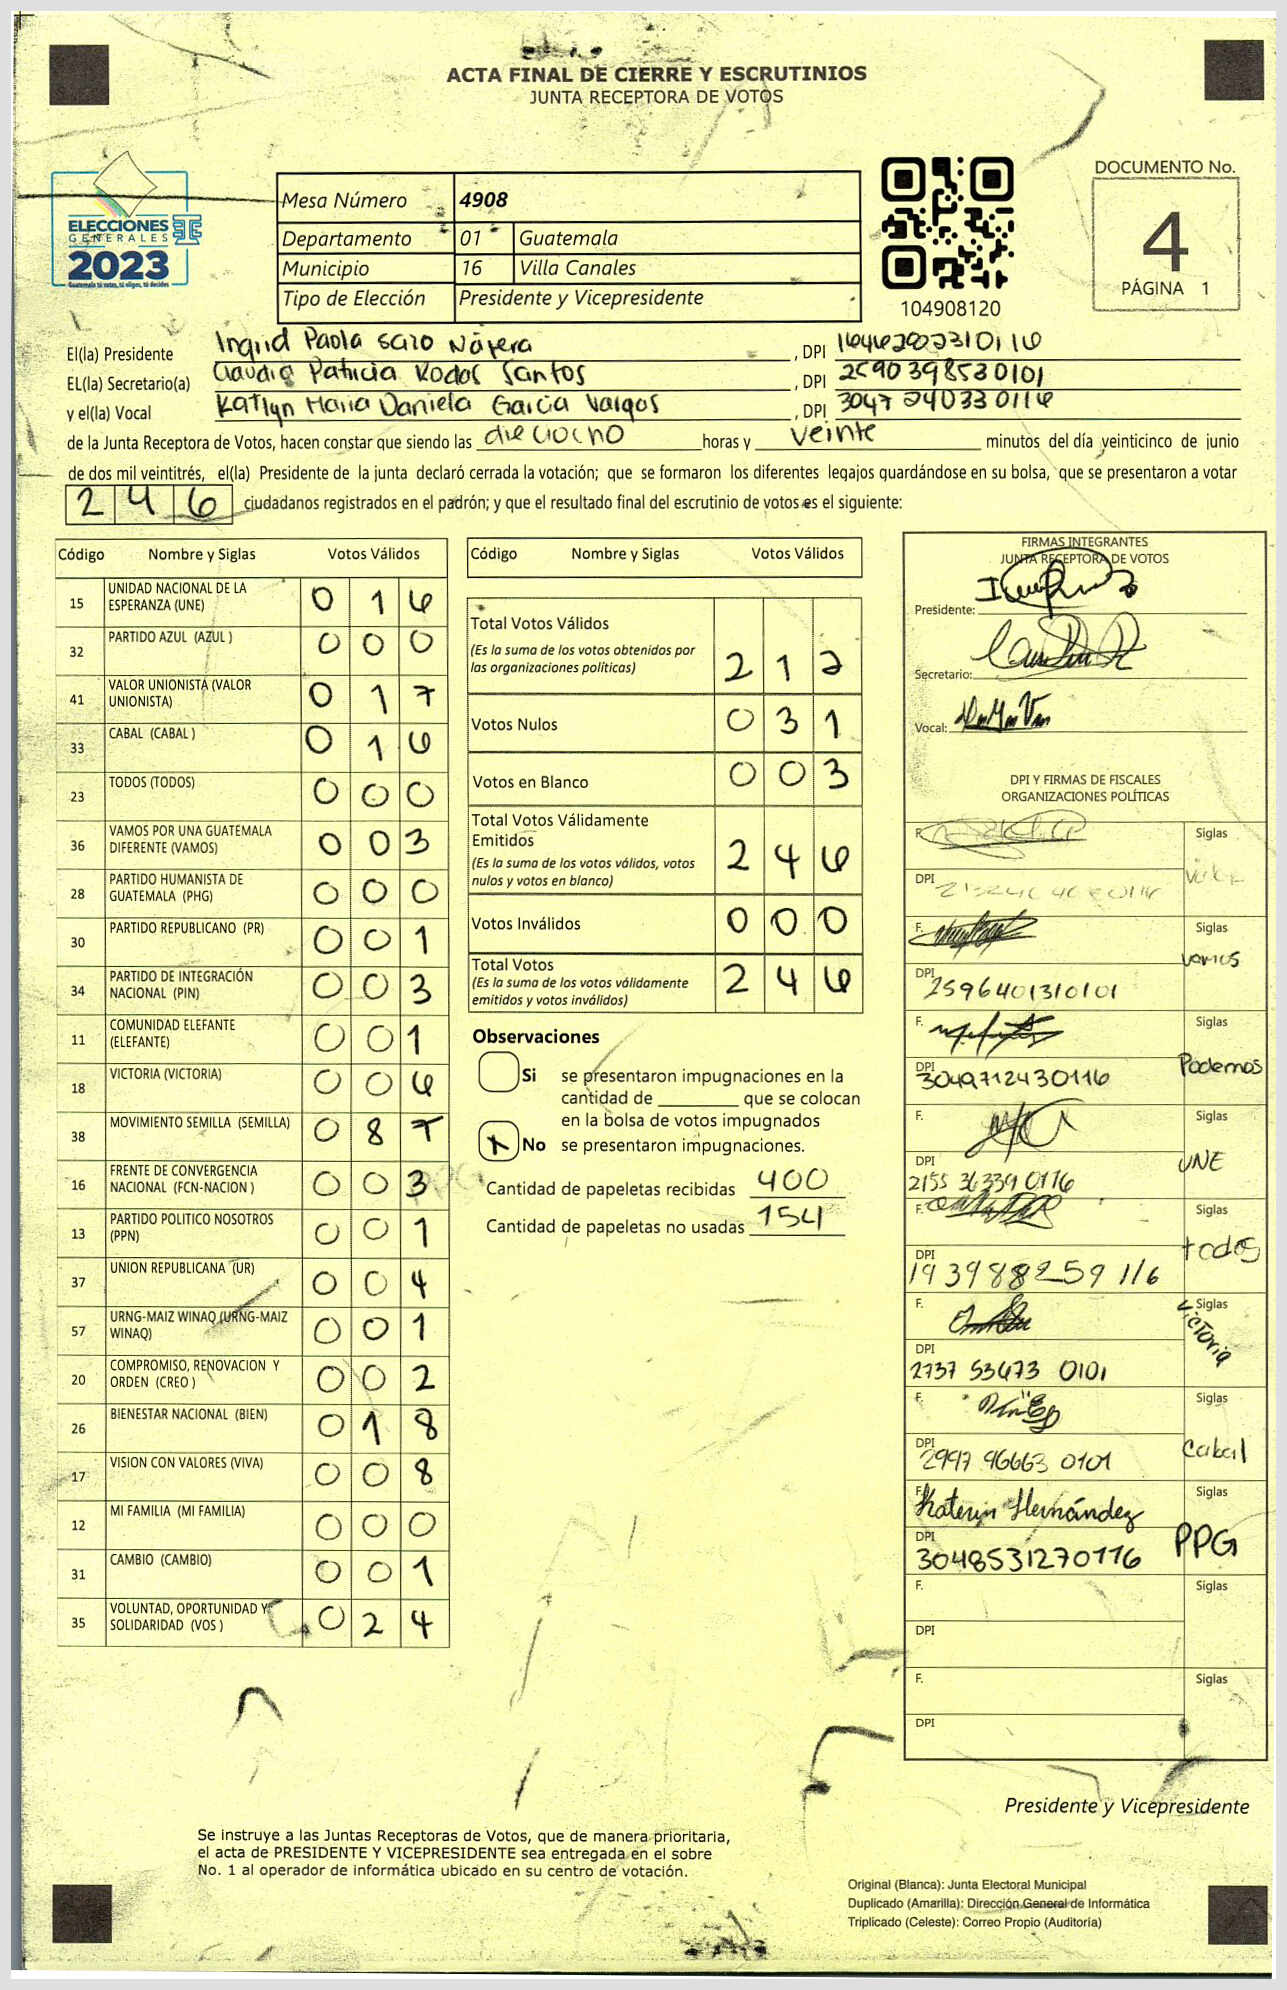 ACTA FINAL DE CIERRE Y ESCRUTINIOS
JUNTA RECEPTORA DE VOTOS
ELECCIONES
GENERALES
2023
Guatemala tú votas, tú eliges, tú decides
Mesa Número 4908
Departamento 01 Guatemala
Municipio 16 Villa Canales
Tipo de Elección Presidente y Vicepresidente
104908120
DOCUMENTO No.
4
PÁGINA 1
El(la) Presidente Ingrid Paola Nájera , DPI 16462902310116
EL(la) Secretario(a) Claudia Patricia Rodas Santos , DPI 2590398530101
y el(la) Vocal Katlyn Maria Daniela Garcia Vargas , DPI 3047 240330116
de la Junta Receptora de Votos, hacen constar que siendo las dieciocho horas y veinte minutos del día veinticinco de junio
de dos mil veintitrés, el(la) Presidente de la junta declaró cerrada la votación; que se formaron los diferentes legajos guardándose en su bolsa, que se presentaron a votar
246 ciudadanos registrados en el padrón; y que el resultado final del escrutinio de votos es el siguiente:
Código Nombre y Siglas Votos Válidos
15 UNIDAD NACIONAL DE LA ESPERANZA (UNE) 0 1 6
32 PARTIDO AZUL (AZUL ) 0 0 0
41 VALOR UNIONISTA (VALOR UNIONISTA) 0 1 7
33 CABAL (CABAL ) 0 1 6
23 TODOS (TODOS) 0 0 0
36 VAMOS POR UNA GUATEMALA DIFERENTE (VAMOS) 0 0 3
28 PARTIDO HUMANISTA DE GUATEMALA (PHG) 0 0 0
30 PARTIDO REPUBLICANO (PR) 0 0 1
34 PARTIDO DE INTEGRACIÓN NACIONAL (PIN) 0 0 3
11 COMUNIDAD ELEFANTE (ELEFANTE) 0 0 1
18 VICTORIA (VICTORIA) 0 0 6
38 MOVIMIENTO SEMILLA (SEMILLA) 0 8 7
16 FRENTE DE CONVERGENCIA NACIONAL (FCN-NACION ) 0 0 3
13 PARTIDO POLITICO NOSOTROS (PPN) 0 0 1
37 UNION REPUBLICANA (UR) 0 0 4
57 URNG-MAIZ WINAQ (URNG-MAIZ WINAQ) 0 0 1
20 COMPROMISO, RENOVACION Y ORDEN (CREO ) 0 0 2
26 BIENESTAR NACIONAL (BIEN) 0 1 8
17 VISION CON VALORES (VIVA) 0 0 8
12 MI FAMILIA (MI FAMILIA) 0 0 0
31 CAMBIO (CAMBIO) 0 0 1
35 VOLUNTAD, OPORTUNIDAD Y SOLIDARIDAD (VOS ) 0 2 4
Código Nombre y Siglas Votos Válidos
Total Votos Válidos
(Es la suma de los votos obtenidos por
las organizaciones políticas) 2 1 2
Votos Nulos 0 3 1
Votos en Blanco 0 0 3
Total Votos Válidamente
Emitidos
(Es la suma de los votos válidos, votos
nulos y votos en blanco) 2 4 6
Votos Inválidos 0 0 0
Total Votos
(Es la suma de los votos válidamente
emitidos y votos inválidos) 2 4 6
Observaciones
Si se presentaron impugnaciones en la
cantidad de ________ que se colocan
en la bolsa de votos impugnados
X No se presentaron impugnaciones.
Cantidad de papeletas recibidas 400
Cantidad de papeletas no usadas 154
FIRMAS INTEGRANTES
JUNTA RECEPTORA DE VOTOS
Presidente:
Secretario:
Vocal:
DPI Y FIRMAS DE FISCALES
ORGANIZACIONES POLÍTICAS
F. Siglas
DPI
F. Siglas
vamos
DPI 2596401310101
F. Siglas
Podemos
DPI 3049712430116
F. Siglas
UNE
DPI 2155 36339 0116
F. Siglas
todos
DPI 193988259 116
F. Siglas
Victoria
DPI 2737 53473 0101
F. Siglas
cabal
DPI 2997 96663 0101
F. Katerin Hernández Siglas
PPG
DPI 3048531270116
F. Siglas
DPI
F. Siglas
DPI
Presidente y Vicepresidente
Se instruye a las Juntas Receptoras de Votos, que de manera prioritaria,
el acta de PRESIDENTE Y VICEPRESIDENTE sea entregada en el sobre
No. 1 al operador de informática ubicado en su centro de votación.
Original (Blanca): Junta Electoral Municipal
Duplicado (Amarilla): Dirección General de Informática
Triplicado (Celeste): Correo Propio (Auditoría)